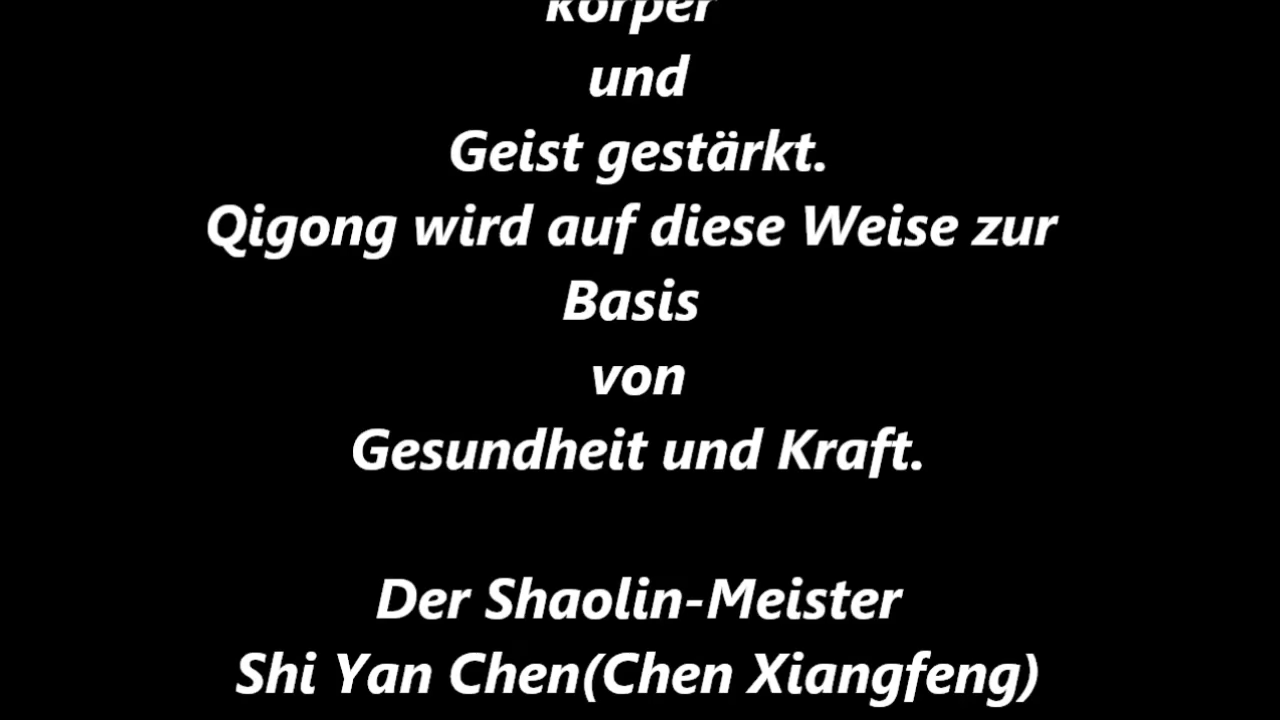 körper
und
Geist gestärkt.
Qigong wird auf diese Weise zur
Basis
von
Gesundheit und Kraft.
Der Shaolin-Meister
Shi Yan Chen(Chen Xiangfeng)